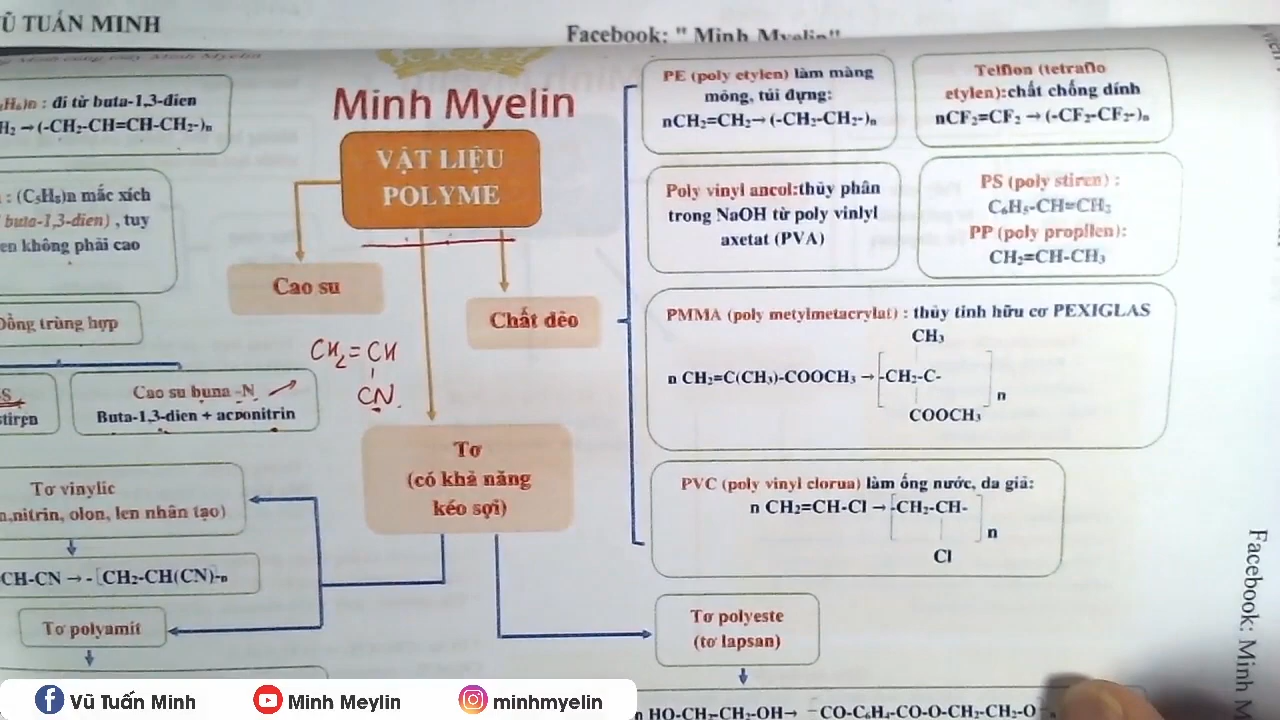 Ũ TUẤN MINH
Facebook: " Minh Myelin"
Minh Myelin
VẬT LIỆU
POLYME
H₆)n : đi từ buta-1,3-đien
H₂ → (-CH₂-CH=CH-CH₂-)ₙ
: (C₅H₈)n mắc xích
buta-1,3-dien) , tuy
en không phải cao
Cao su
Chất dẻo
Đồng trùng hợp
CH₂ = CH
CN
S
stiren
Cao su buna -N
Buta-1,3-dien + acponitrin
Tơ
(có khả năng
kéo sợi)
Tơ vinylic
n,nitrin, olon, len nhân tạo)
CH-CN → -[CH₂-CH(CN)-ₙ
Tơ polyamit
PE (poly etylen) làm màng
mỏng, túi đựng:
nCH₂=CH₂→ (-CH₂-CH₂-)ₙ
Telflon (tetraflo
etylen):chất chống dính
nCF₂=CF₂ → (-CF₂-CF₂-)ₙ
Poly vinyl ancol:thủy phân
trong NaOH từ poly vinlyl
axetat (PVA)
PS (poly stiren) :
C₆H₅-CH=CH₂
PP (poly propilen):
CH₂=CH-CH₃
PMMA (poly metylmetacrylat) : thủy tinh hữu cơ PEXIGLAS
CH₃
n CH₂=C(CH₃)-COOCH₃ → [-CH₂-C-]
n
COOCH₃
PVC (poly vinyl clorua) làm ống nước, da giả:
n CH₂=CH-Cl → [-CH₂-CH-]
n
Cl
Tơ polyeste
(tơ lapsan)
n HO-CH₂-CH₂-OH→ -CO-C₆H₄-CO-O-CH₂-CH₂-O-
Facebook: Minh M
Vũ Tuấn Minh
Minh Meylin
minhmyelin